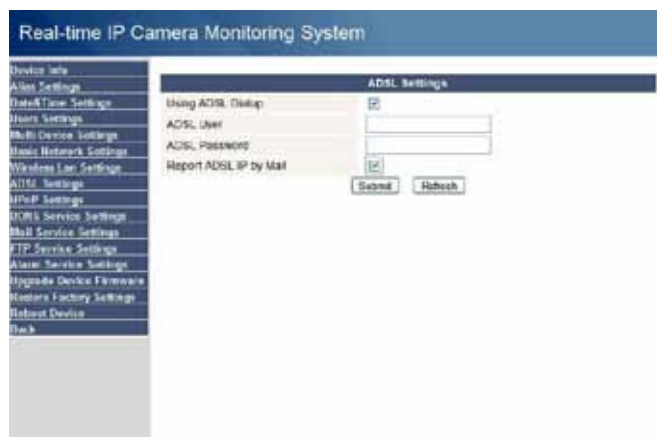 Real-time IP Camera Monitoring System
Device Info
Alias Settings
Date&Time Settings
Users Settings
Multi-Device Settings
Basic Network Settings
Wireless Lan Settings
ADSL Settings
UPnP Settings
DDNS Service Settings
Mail Service Settings
FTP Service Settings
Alarm Service Settings
Upgrade Device Firmware
Restore Factory Settings
Reboot Device
Back
ADSL Settings
Using ADSL Dialup
ADSL User
ADSL Password
Report ADSL IP by Mail
Submit Refresh